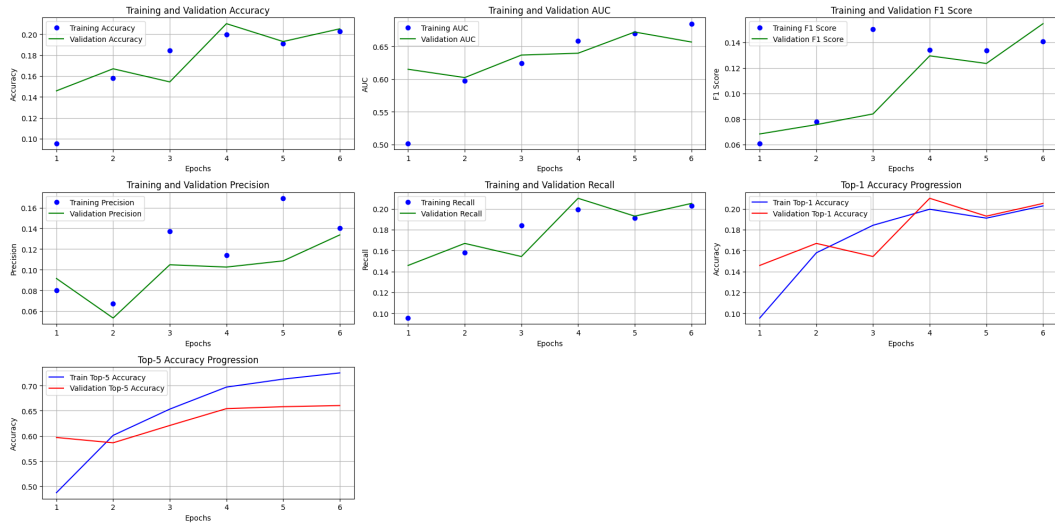 Training and Validation Accuracy
Training Accuracy
Validation Accuracy
0.20
0.18
0.16
0.14
0.12
0.10
Accuracy
1 2 3 4 5 6
Epochs
Training and Validation AUC
Training AUC
Validation AUC
0.65
0.60
0.55
0.50
AUC
1 2 3 4 5 6
Epochs
Training and Validation F1 Score
Training F1 Score
Validation F1 Score
0.14
0.12
0.10
0.08
0.06
F1 Score
1 2 3 4 5 6
Epochs
Training and Validation Precision
Training Precision
Validation Precision
0.16
0.14
0.12
0.10
0.08
0.06
Precision
1 2 3 4 5 6
Epochs
Training and Validation Recall
Training Recall
Validation Recall
0.20
0.18
0.16
0.14
0.12
0.10
Recall
1 2 3 4 5 6
Epochs
Top-1 Accuracy Progression
Train Top-1 Accuracy
Validation Top-1 Accuracy
0.20
0.18
0.16
0.14
0.12
0.10
Accuracy
1 2 3 4 5 6
Epochs
Top-5 Accuracy Progression
Train Top-5 Accuracy
Validation Top-5 Accuracy
0.70
0.65
0.60
0.55
0.50
Accuracy
1 2 3 4 5 6
Epochs